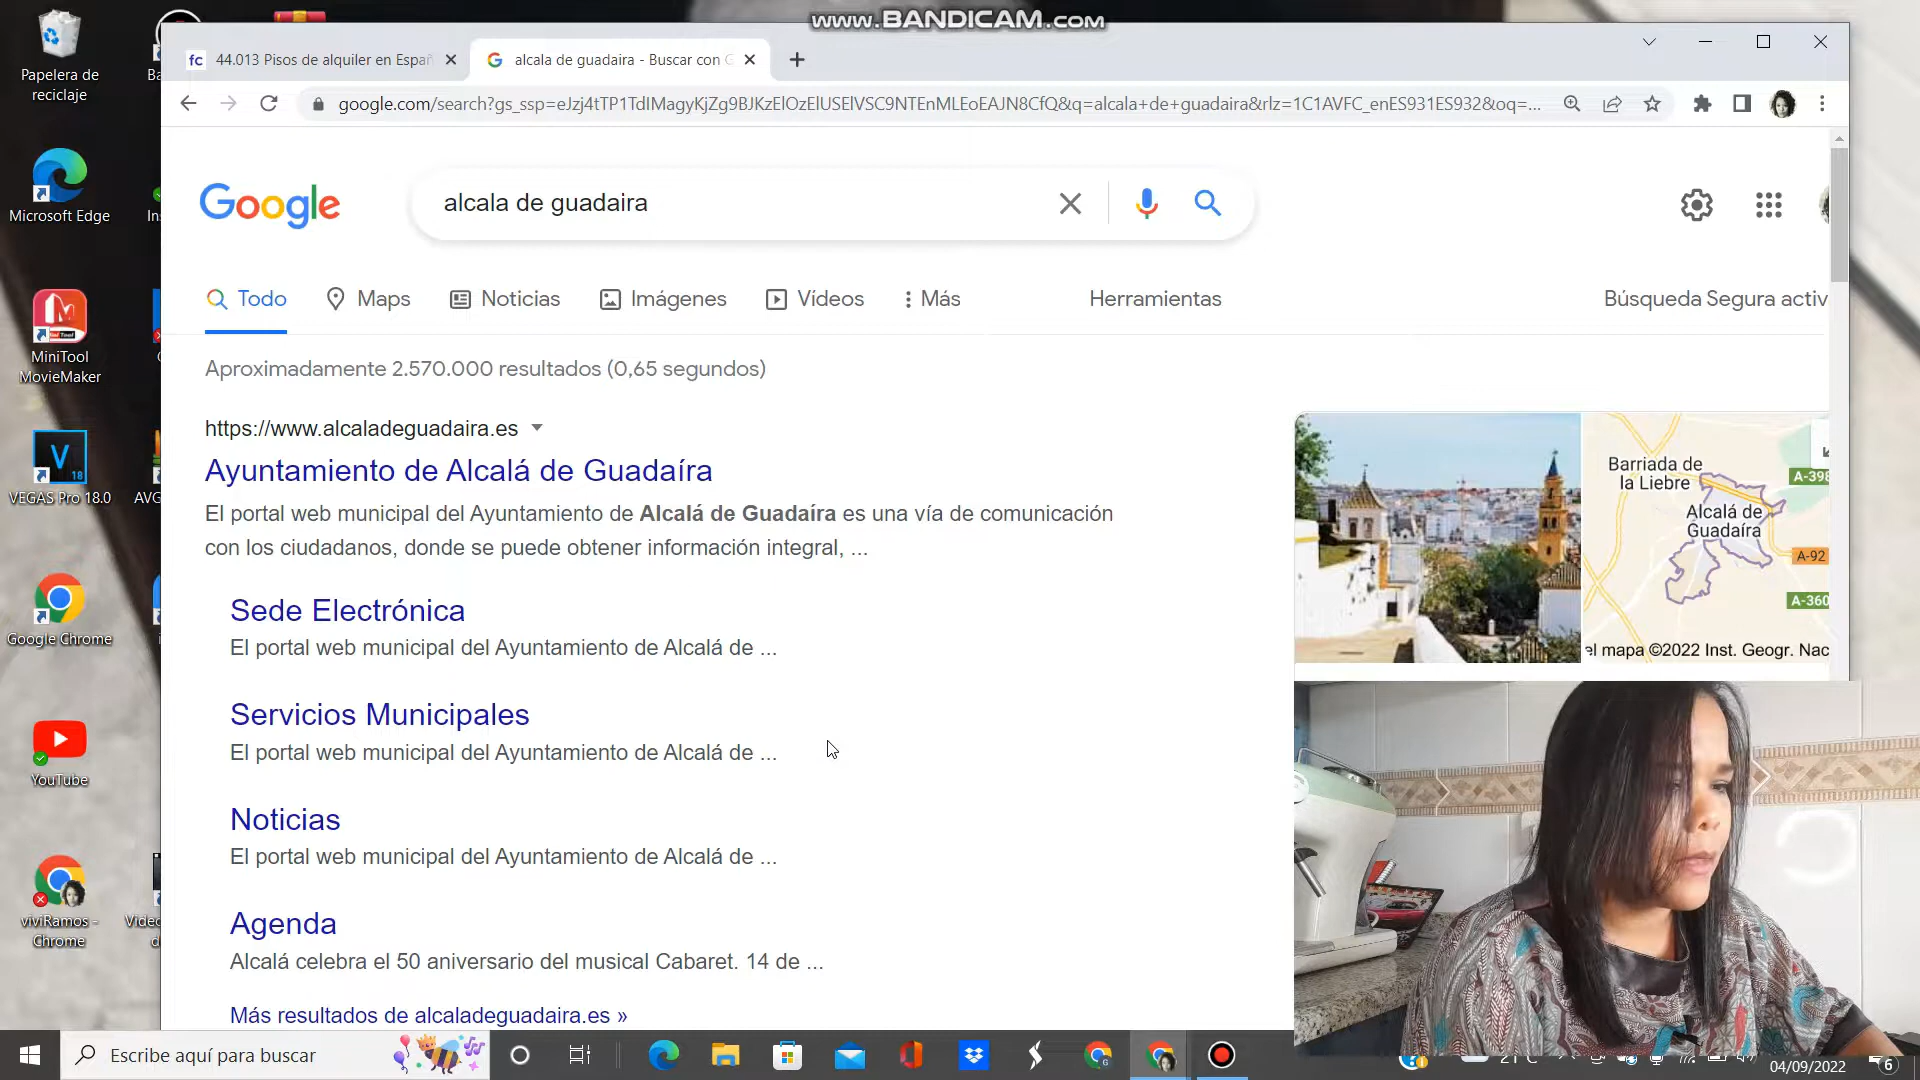 www.BANDICAM.com
Papelera de
reciclaje
Microsoft Edge
MiniTool
MovieMaker
VEGAS Pro 18.0
Google Chrome
YouTube
viviRamos -
Chrome
fc 44.013 Pisos de alquiler en Españ
alcala de guadaira - Buscar con G
google.com/search?gs_ssp=eJzj4tTP1TdIMagyKjZg9BJKzElOzElUSElVSC9NTEnMLEoEAJN8CfQ&q=alcala+de+guadaira&rlz=1C1AVFC_enES931ES932&oq=...
Google
alcala de guadaira
Todo Maps Noticias Imágenes Vídeos Más Herramientas Búsqueda Segura activ
Aproximadamente 2.570.000 resultados (0,65 segundos)
https://www.alcaladeguadaira.es
Ayuntamiento de Alcalá de Guadaíra
El portal web municipal del Ayuntamiento de Alcalá de Guadaíra es una vía de comunicación
con los ciudadanos, donde se puede obtener información integral, ...
Sede Electrónica
El portal web municipal del Ayuntamiento de Alcalá de ...
Servicios Municipales
El portal web municipal del Ayuntamiento de Alcalá de ...
Noticias
El portal web municipal del Ayuntamiento de Alcalá de ...
Agenda
Alcalá celebra el 50 aniversario del musical Cabaret. 14 de ...
Más resultados de alcaladeguadaira.es »
Barriada de
la Liebre
A-398
Alcalá de
Guadaíra
A-92
A-360
el mapa ©2022 Inst. Geogr. Nac
Escribe aquí para buscar
21°C
04/09/2022
6